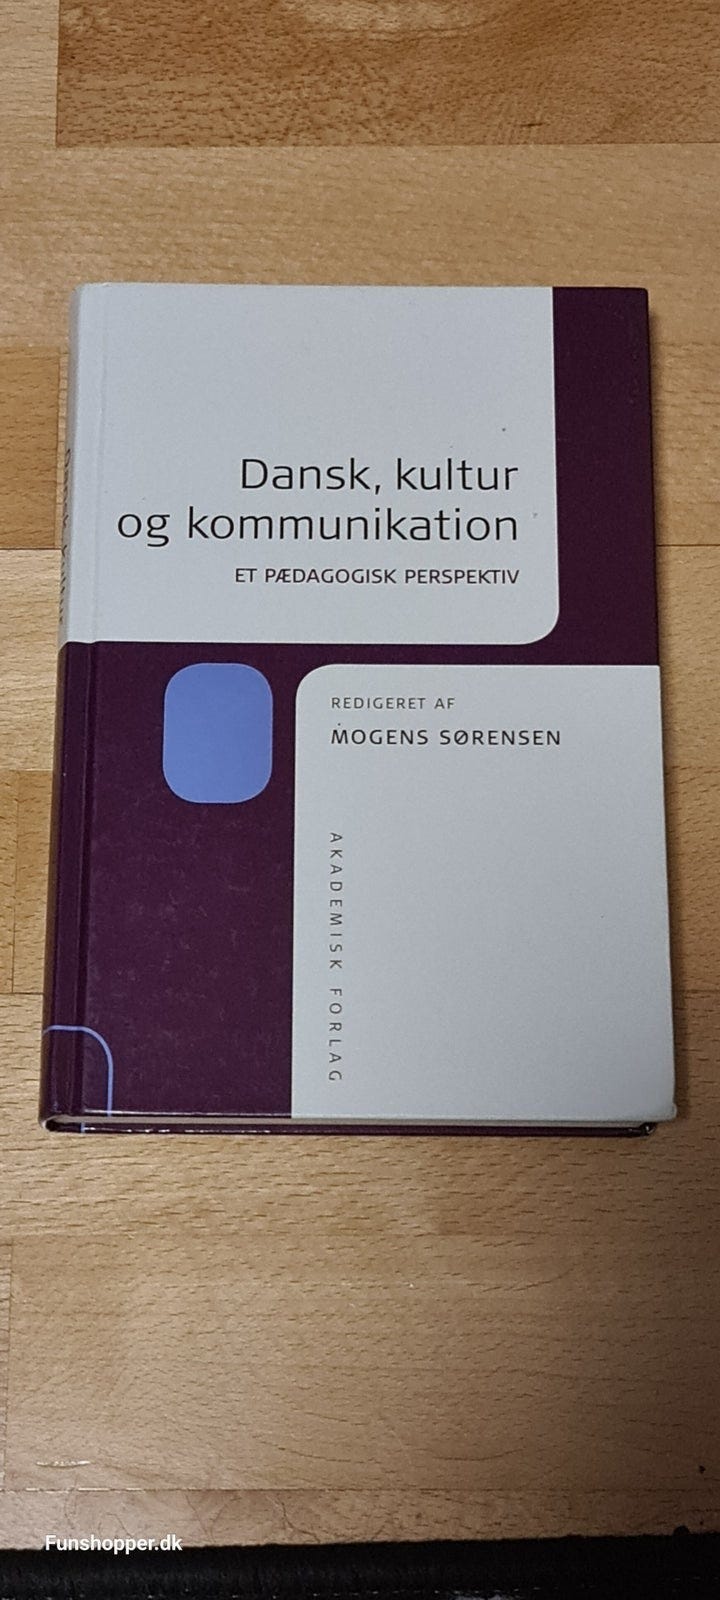 Dansk, kultur
og kommunikation
ET PÆDAGOGISK PERSPEKTIV
REDIGERET AF
MOGENS SØRENSEN
AKADEMISK FORLAG
Funshopper.dk